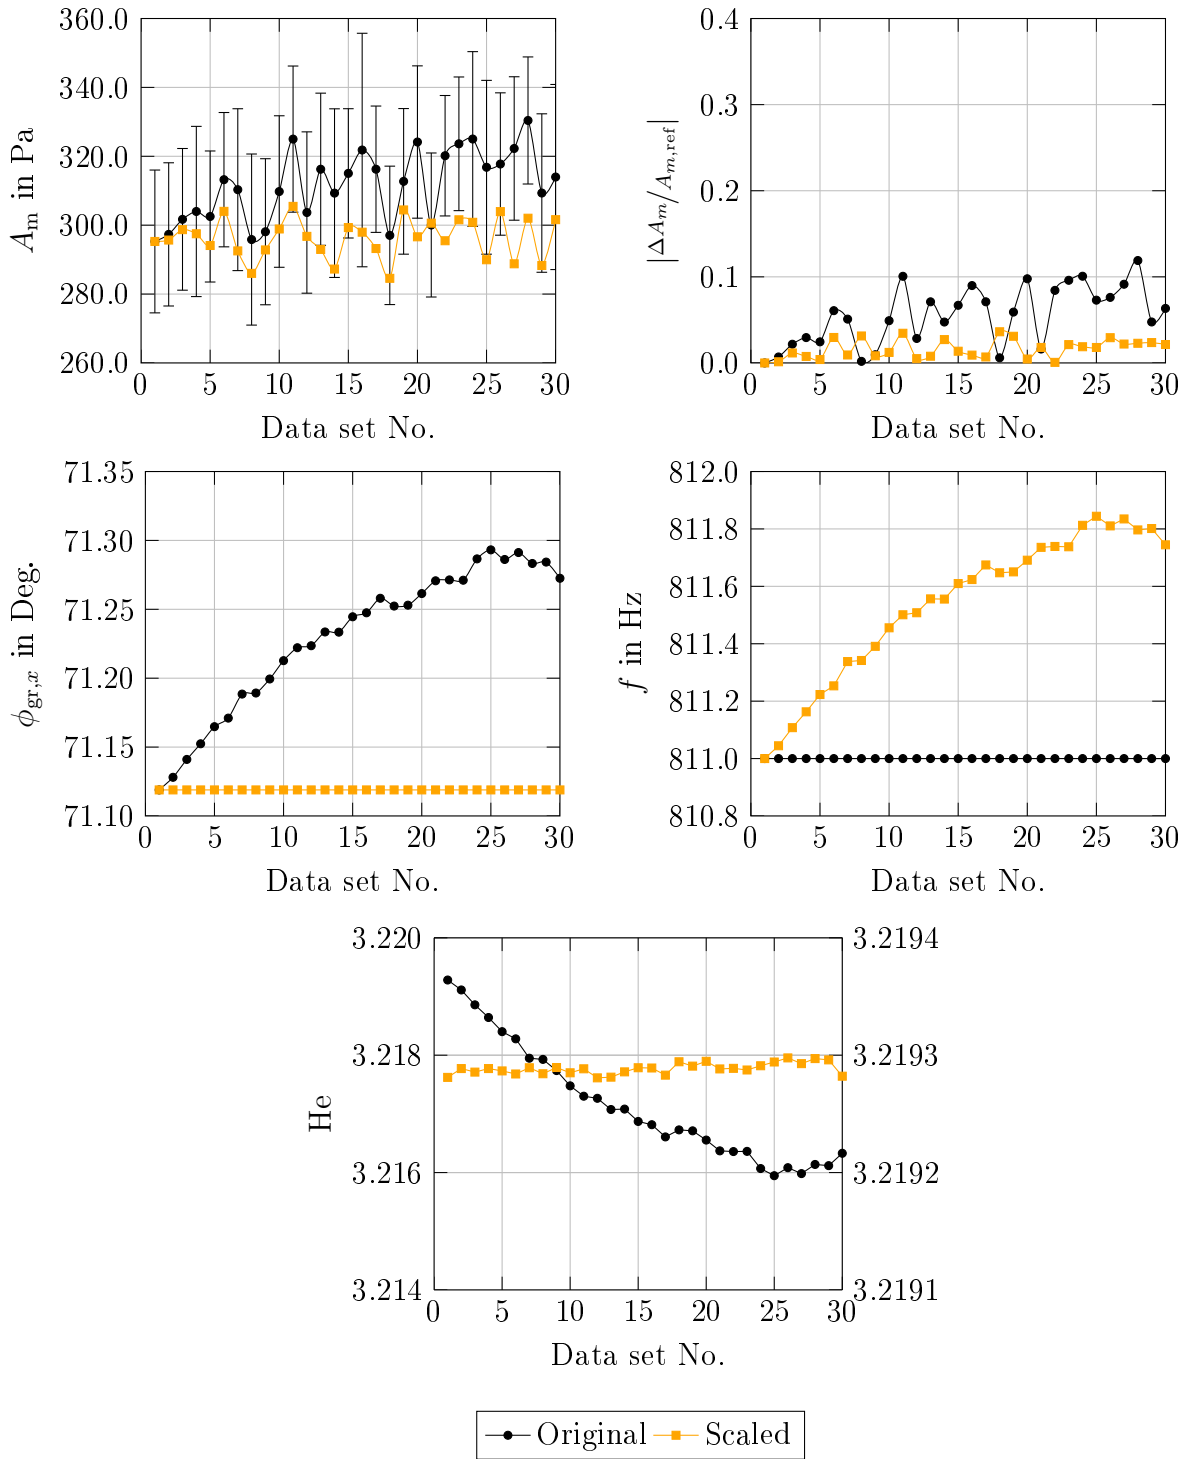 360.0
340.0
320.0
300.0
280.0
260.0
A_m in Pa
0 5 10 15 20 25 30
Data set No.
0.4
0.3
0.2
0.1
0.0
|ΔA_m/A_{m,ref}|
0 5 10 15 20 25 30
Data set No.
71.35
71.30
71.25
71.20
71.15
71.10
ϕ_{gr,x} in Deg.
0 5 10 15 20 25 30
Data set No.
812.0
811.8
811.6
811.4
811.2
811.0
810.8
f in Hz
0 5 10 15 20 25 30
Data set No.
3.220
3.218
3.216
3.214
He
3.2194
3.2193
3.2192
3.2191
0 5 10 15 20 25 30
Data set No.
Original Scaled